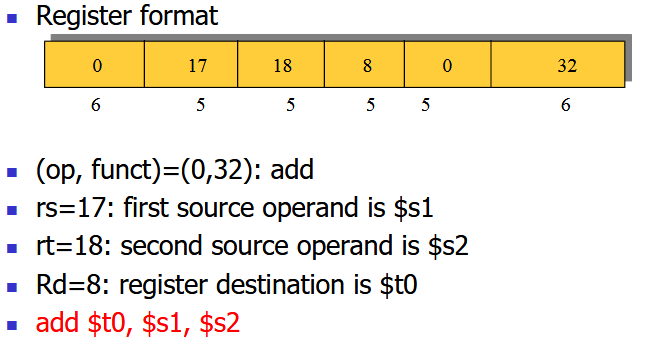 Register format
0 17 18 8 0 32
6 5 5 5 5 6
(op, funct)=(0,32): add
rs=17: first source operand is $s1
rt=18: second source operand is $s2
Rd=8: register destination is $t0
add $t0, $s1, $s2